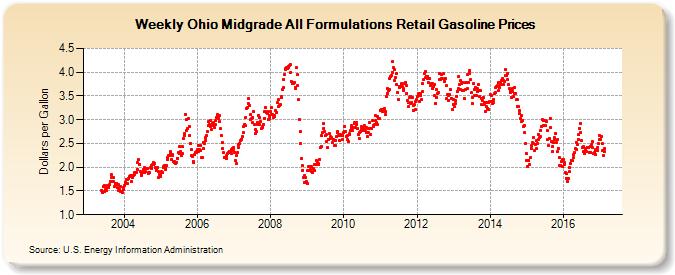 Weekly Ohio Midgrade All Formulations Retail Gasoline Prices
Dollars per Gallon
4.5
4.0
3.5
3.0
2.5
2.0
1.5
1.0
2004 2006 2008 2010 2012 2014 2016
Source: U.S. Energy Information Administration